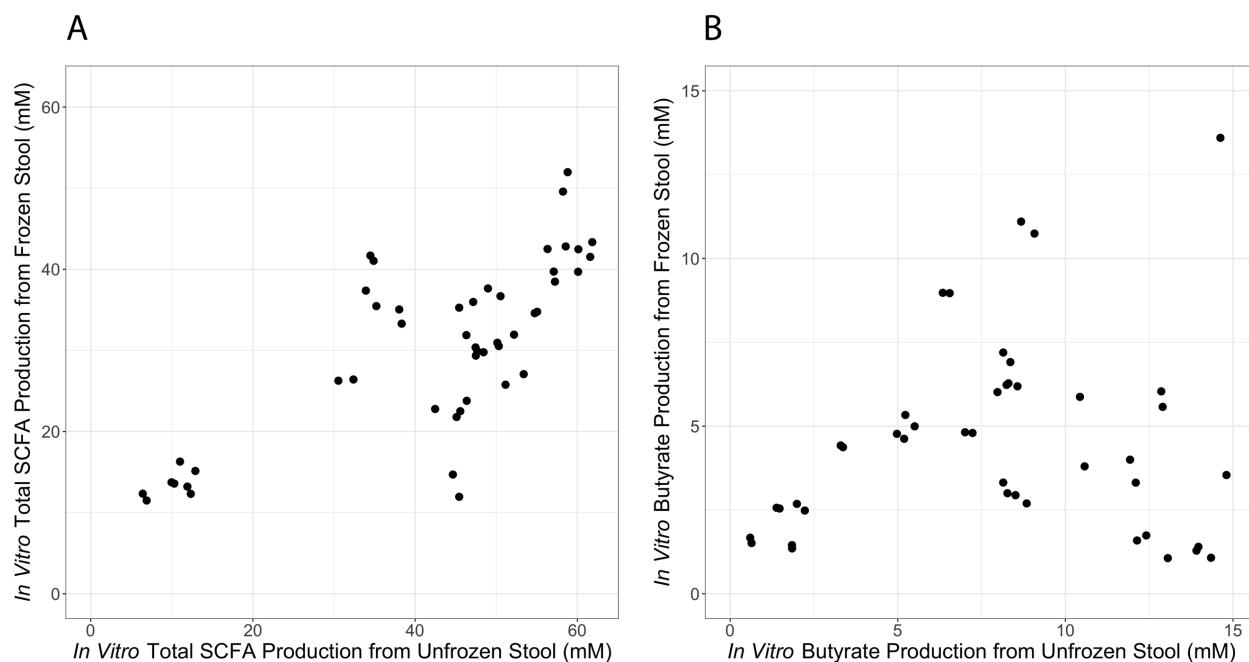 A
In Vitro Total SCFA Production from Frozen Stool (mM)
60
40
20
0
0 20 40 60
In Vitro Total SCFA Production from Unfrozen Stool (mM)
B
In Vitro Butyrate Production from Frozen Stool (mM)
15
10
5
0
0 5 10 15
In Vitro Butyrate Production from Unfrozen Stool (mM)